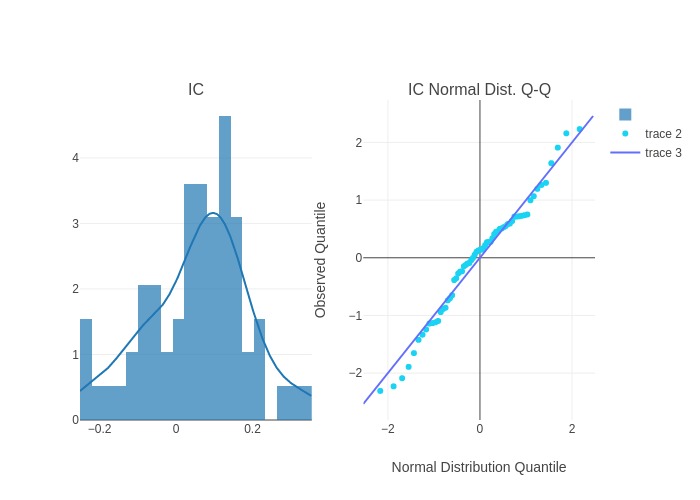 IC
IC Normal Dist. Q-Q
trace 2
trace 3
4
3
2
1
0
−0.2
0
0.2
Observed Quantile
2
1
0
−1
−2
−2
0
2
Normal Distribution Quantile